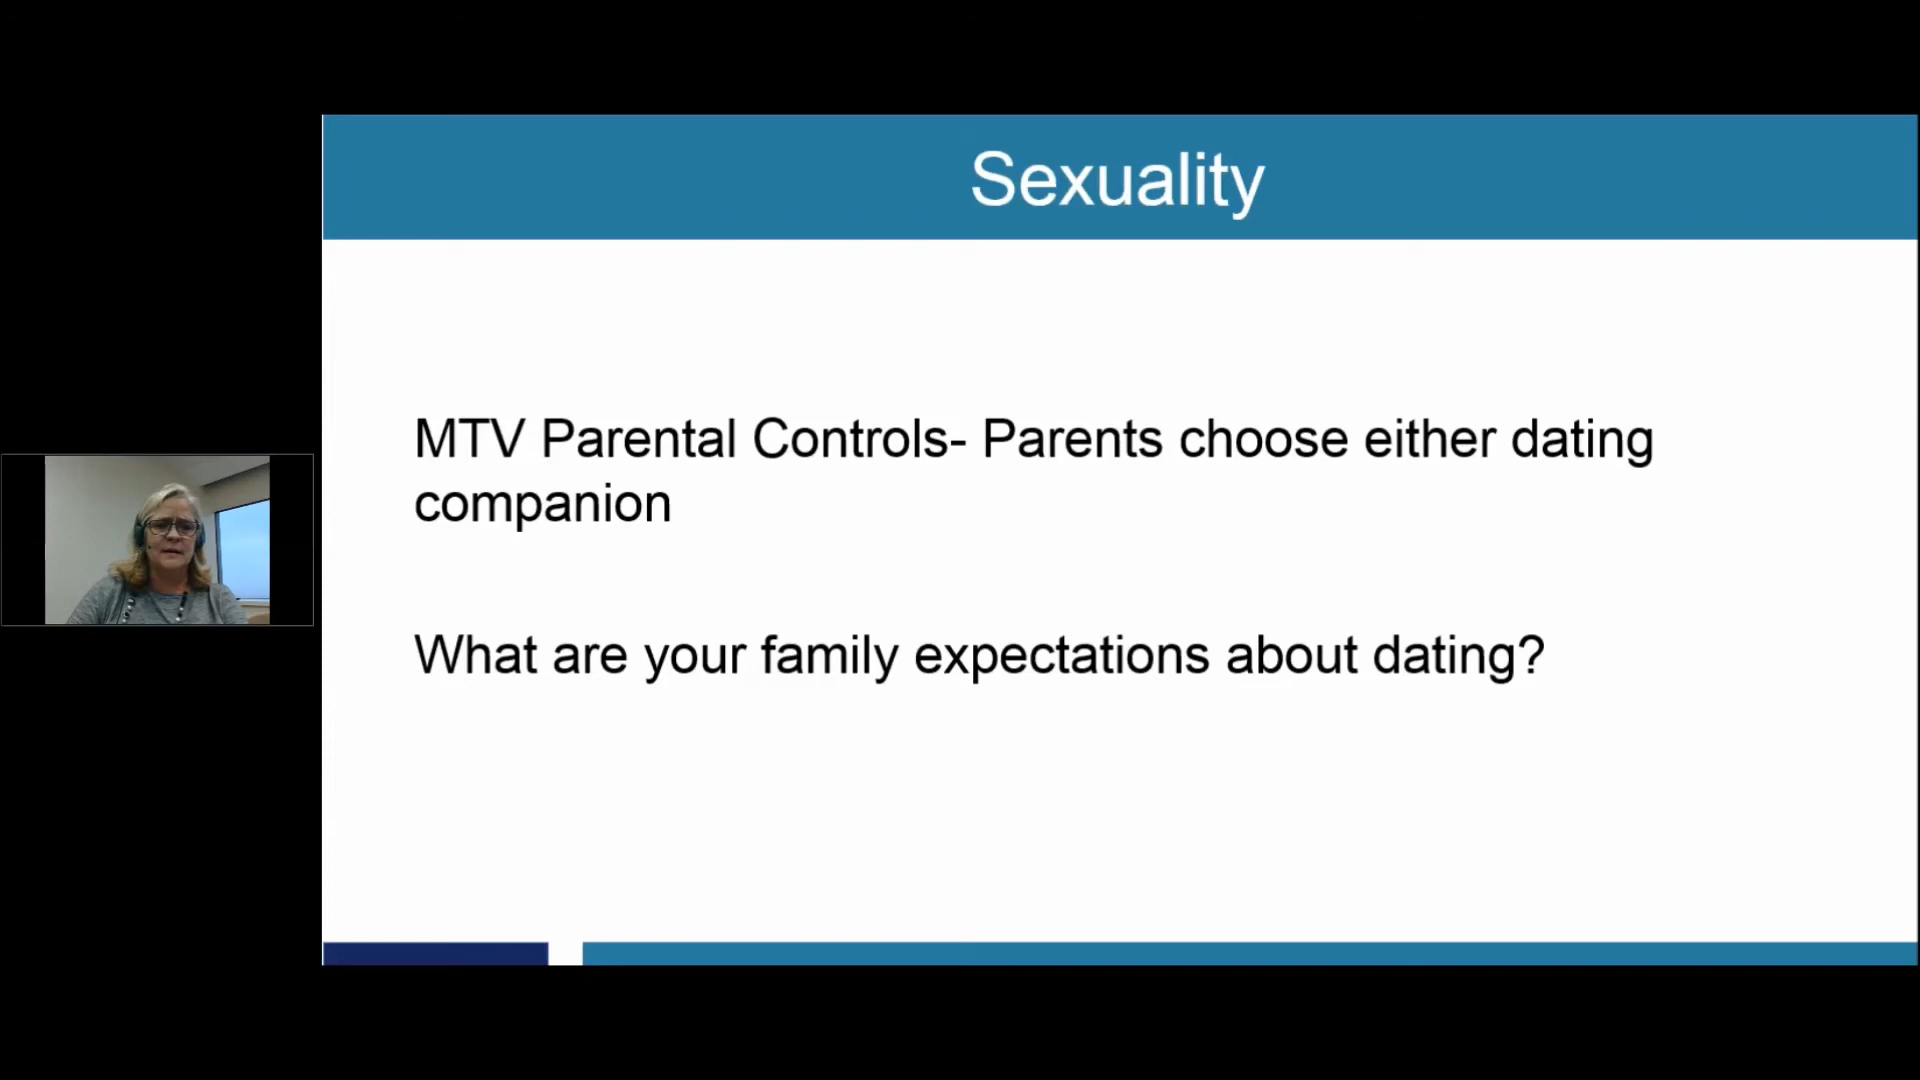 Sexuality
MTV Parental Controls- Parents choose either dating
companion
What are your family expectations about dating?